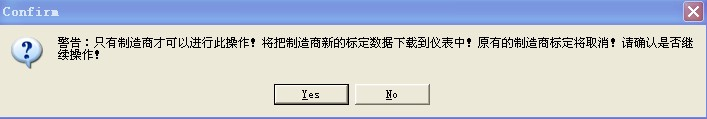 Confirm
警告：只有制造商才可以进行此操作！将把制造商新的标定数据下载到仪表中！原有的制造商标定将取消！请确认是否继
续操作！
Yes No